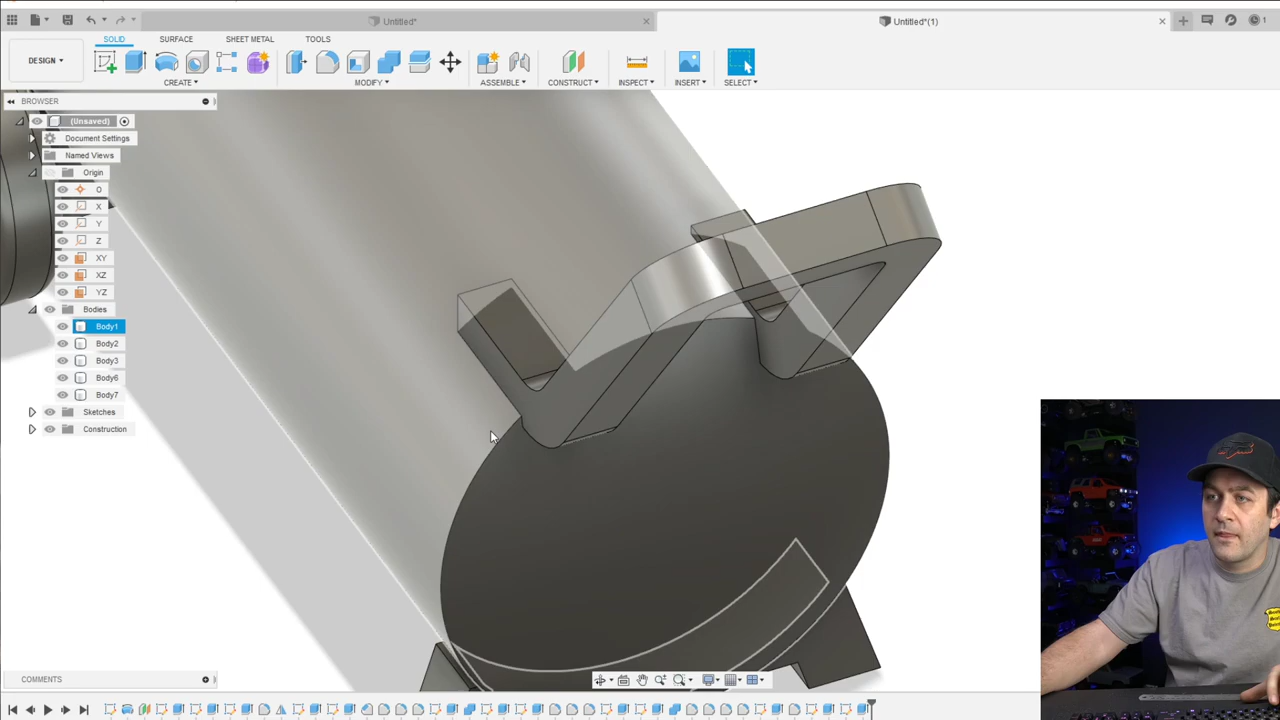 Untitled*
Untitled*(1)
1
DESIGN
SOLID
SURFACE
SHEET METAL
TOOLS
CREATE
MODIFY
ASSEMBLE
CONSTRUCT
INSPECT
INSERT
SELECT
BROWSER
(Unsaved)
Document Settings
Named Views
Origin
O
X
Y
Z
XY
XZ
YZ
Bodies
Body1
Body2
Body3
Body6
Body7
Sketches
Construction
COMMENTS